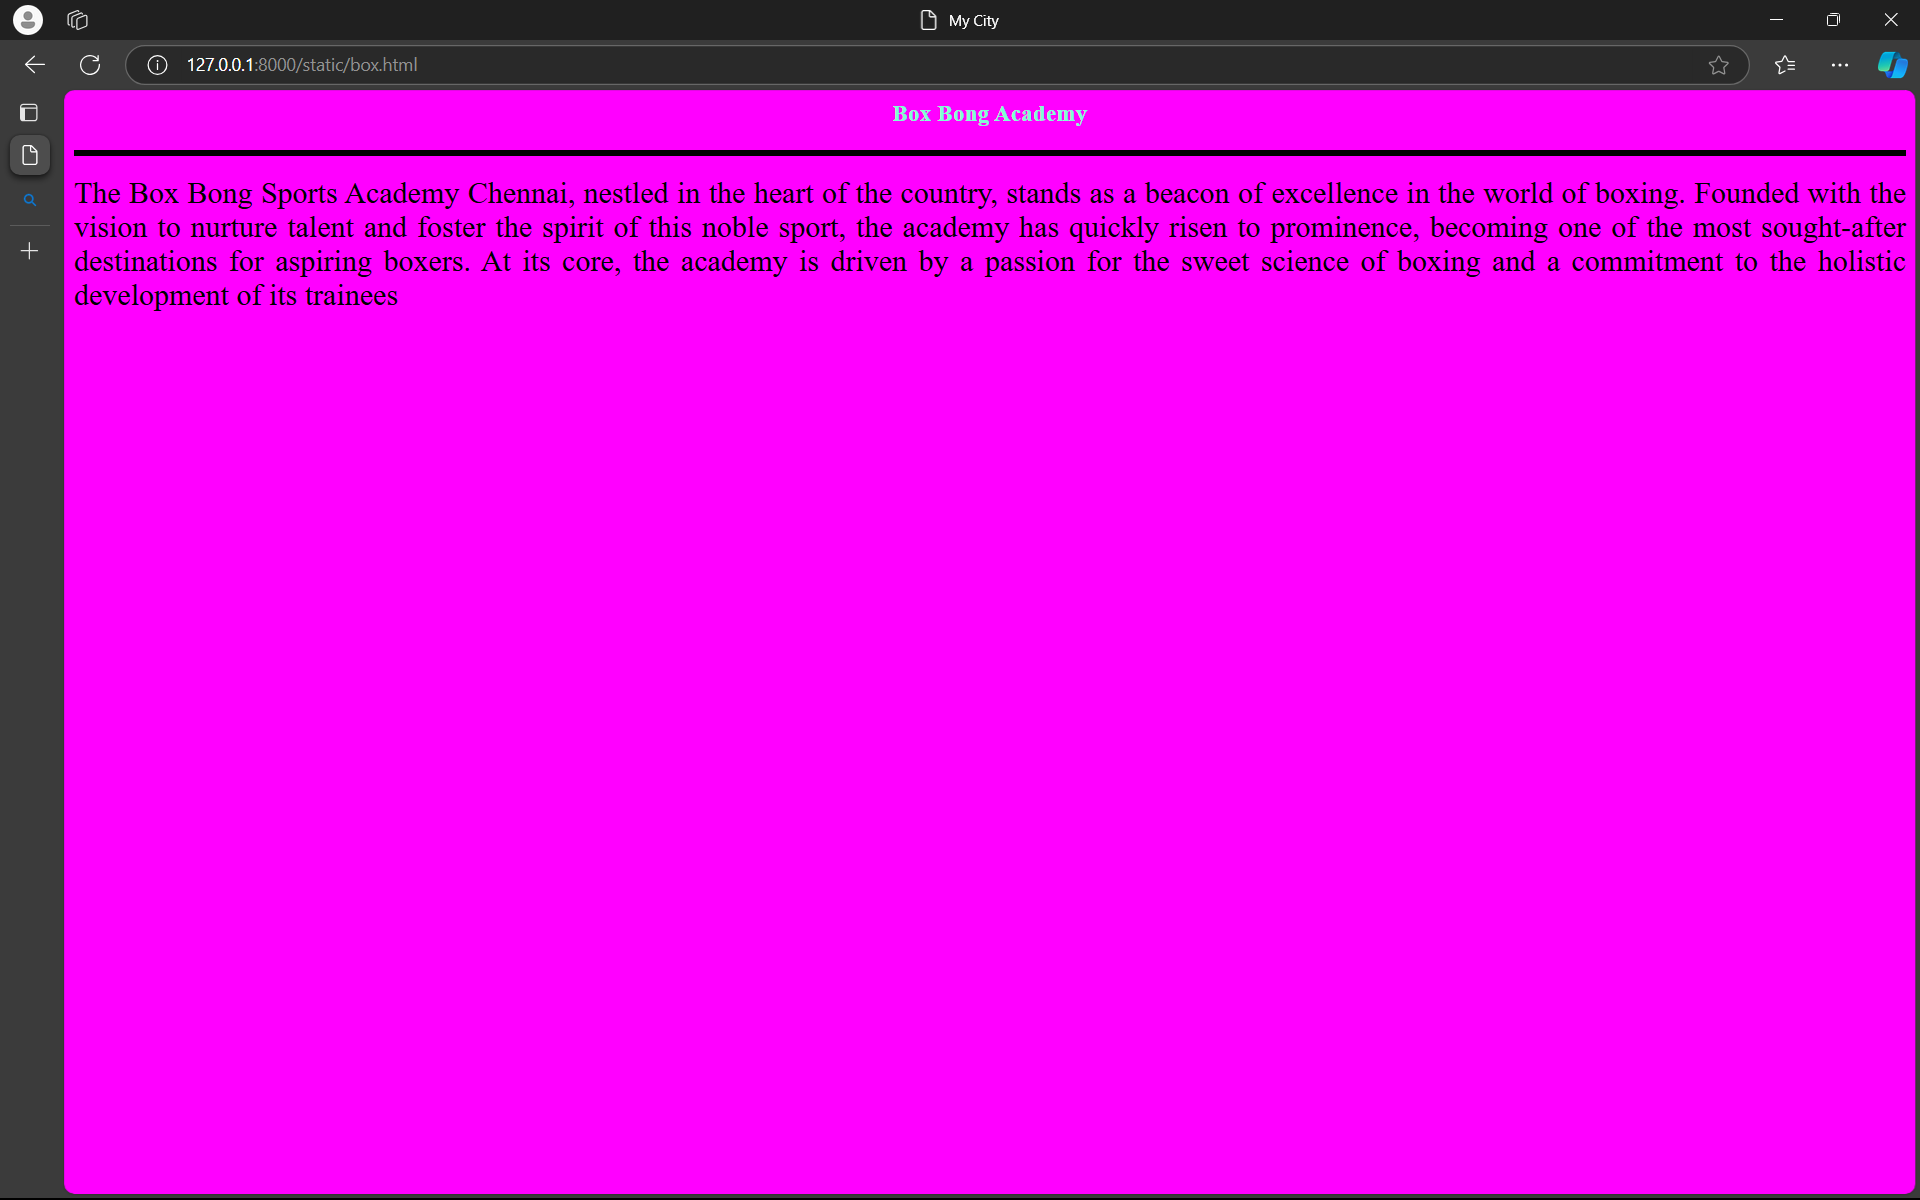 My City
127.0.0.1:8000/static/box.html
Box Bong Academy
The Box Bong Sports Academy Chennai, nestled in the heart of the country, stands as a beacon of excellence in the world of boxing. Founded with the
vision to nurture talent and foster the spirit of this noble sport, the academy has quickly risen to prominence, becoming one of the most sought-after
destinations for aspiring boxers. At its core, the academy is driven by a passion for the sweet science of boxing and a commitment to the holistic
development of its trainees